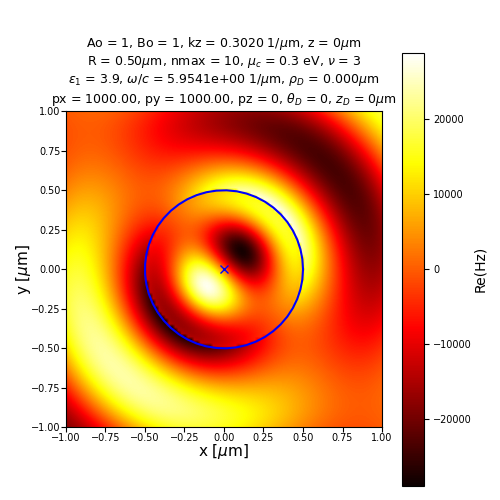 Ao = 1, Bo = 1, kz = 0.3020 1/μm, z = 0μm
R = 0.50μm, nmax = 10, μc = 0.3 eV, ν = 3
ε1 = 3.9, ω/c = 5.9541e+00 1/μm, ρD = 0.000μm
px = 1000.00, py = 1000.00, pz = 0, θD = 0, zD = 0μm
1.00
0.75
0.50
0.25
0.00
−0.25
−0.50
−0.75
−1.00
y [μm]
−1.00 −0.75 −0.50 −0.25 0.00 0.25 0.50 0.75 1.00
x [μm]
20000
10000
0
−10000
−20000
Re(Hz)